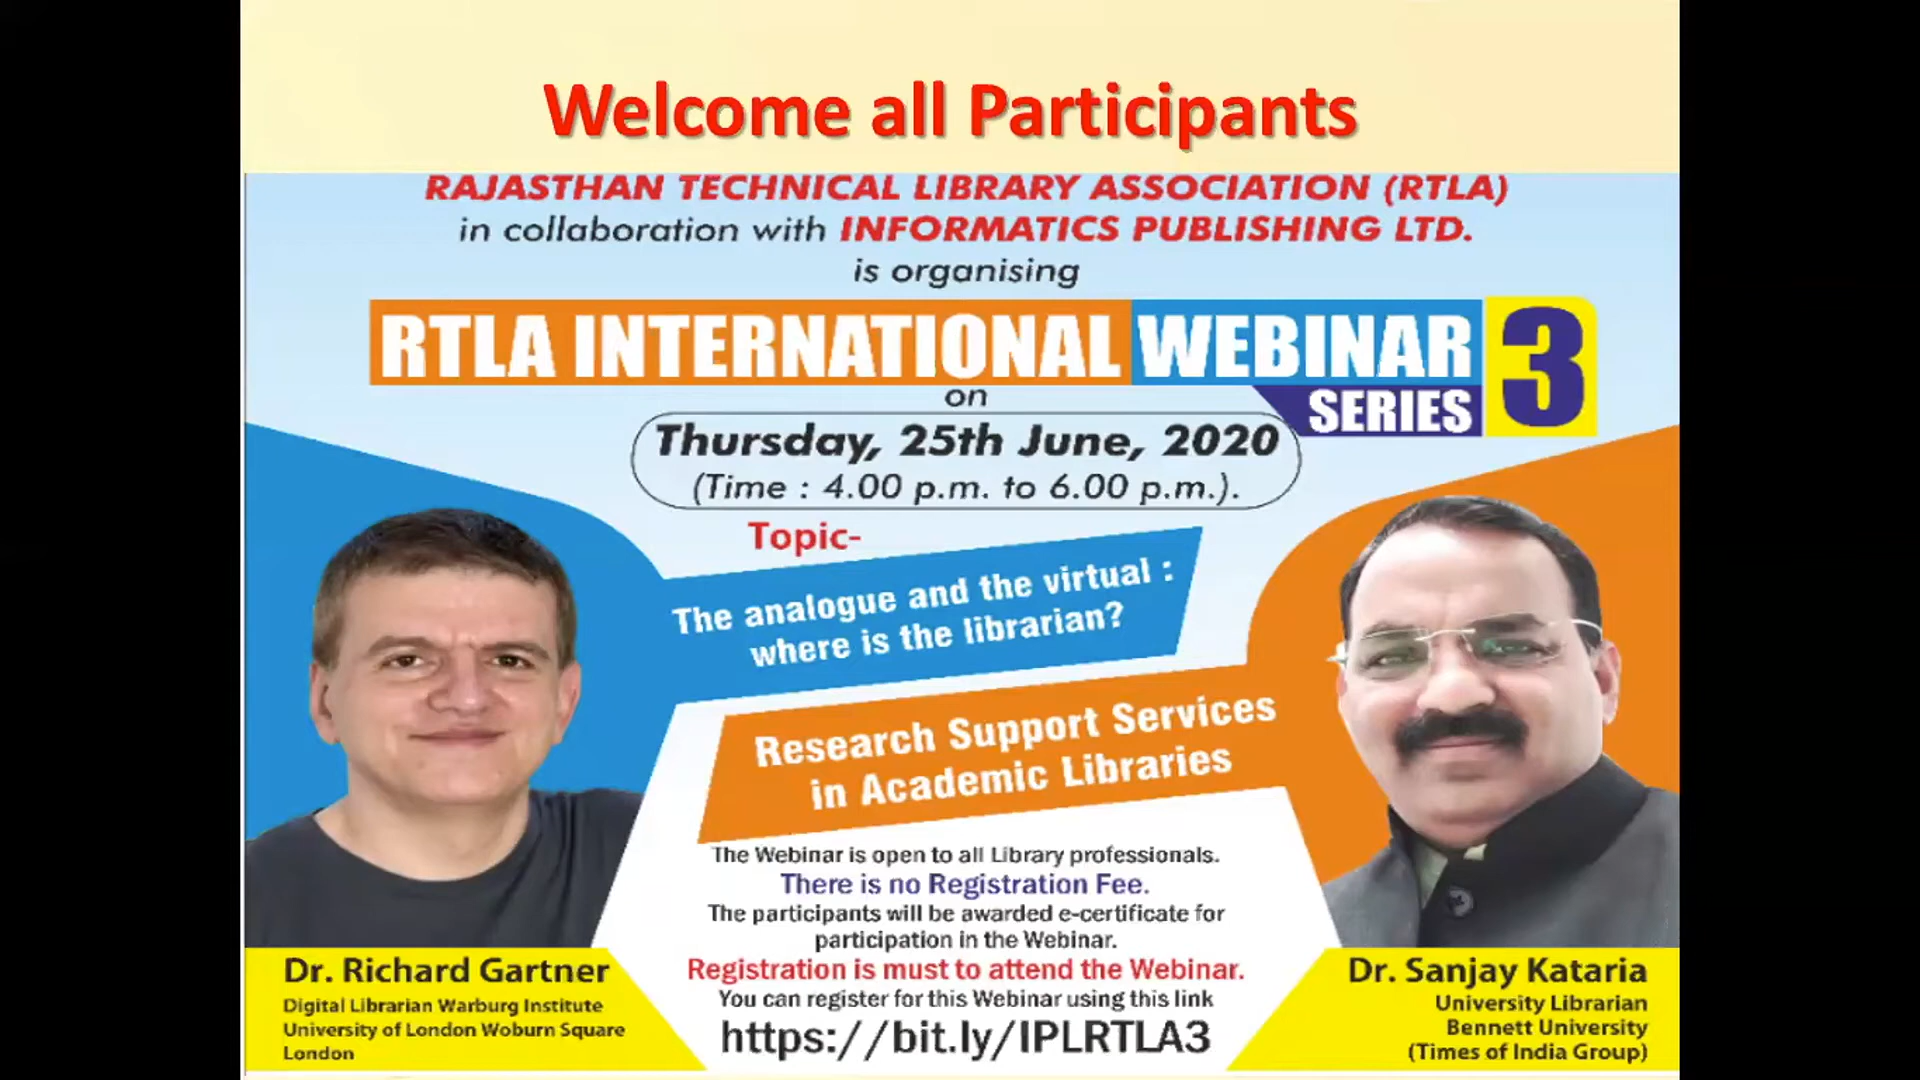 Welcome all Participants
RAJASTHAN TECHNICAL LIBRARY ASSOCIATION (RTLA)
in collaboration with INFORMATICS PUBLISHING LTD.
is organising
RTLA INTERNATIONAL WEBINAR
SERIES 3
on
Thursday, 25th June, 2020
(Time : 4.00 p.m. to 6.00 p.m.).
Topic-
The analogue and the virtual :
where is the librarian?
Research Support Services
in Academic Libraries
The Webinar is open to all Library professionals.
There is no Registration Fee.
The participants will be awarded e-certificate for
participation in the Webinar.
Registration is must to attend the Webinar.
You can register for this Webinar using this link
https://bit.ly/IPLRTLA3
Dr. Richard Gartner
Digital Librarian Warburg Institute
University of London Woburn Square
London
Dr. Sanjay Kataria
University Librarian
Bennett University
(Times of India Group)